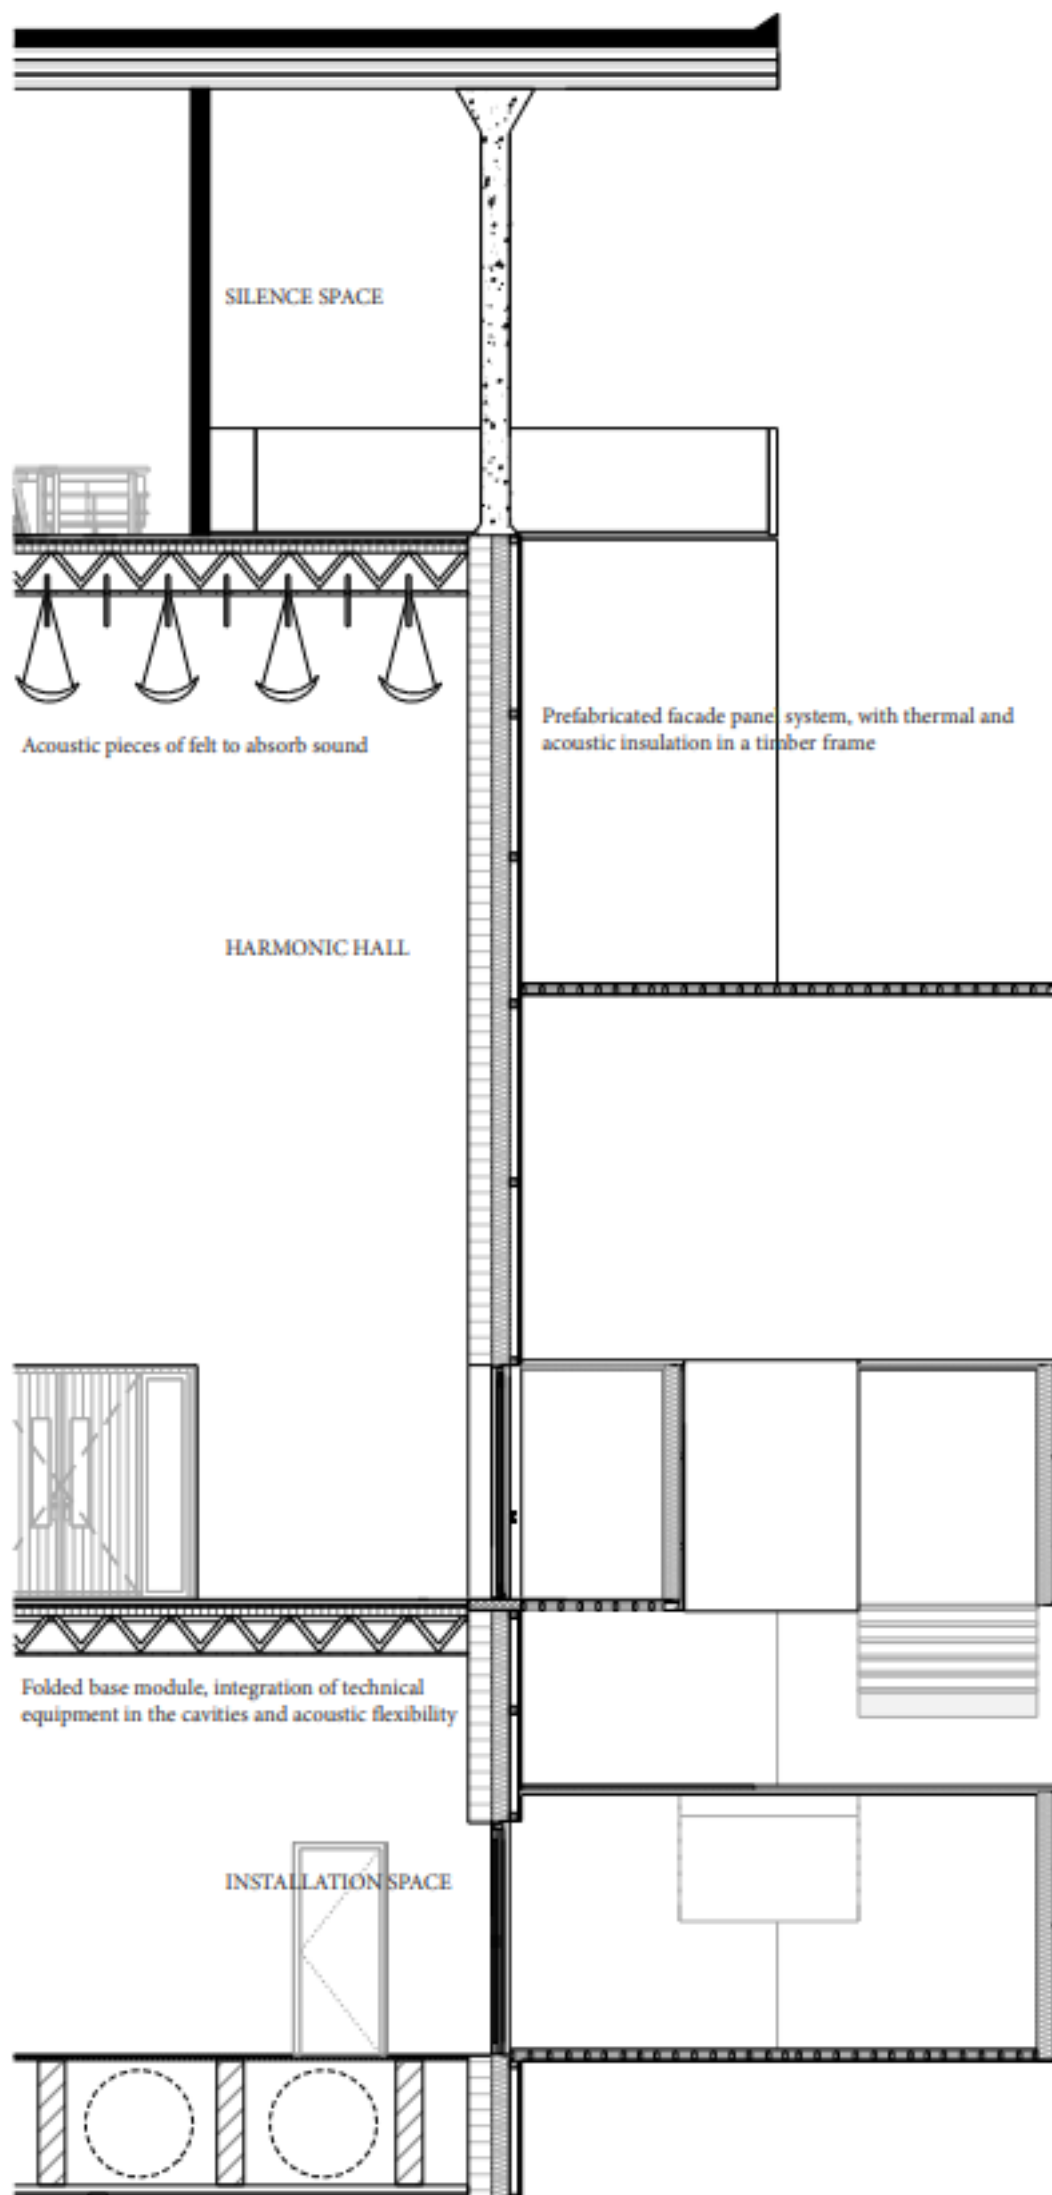 SILENCE SPACE
Acoustic pieces of felt to absorb sound
Prefabricated facade panel system, with thermal and
acoustic insulation in a timber frame
HARMONIC HALL
Folded base module, integration of technical
equipment in the cavities and acoustic flexibility
INSTALLATION SPACE